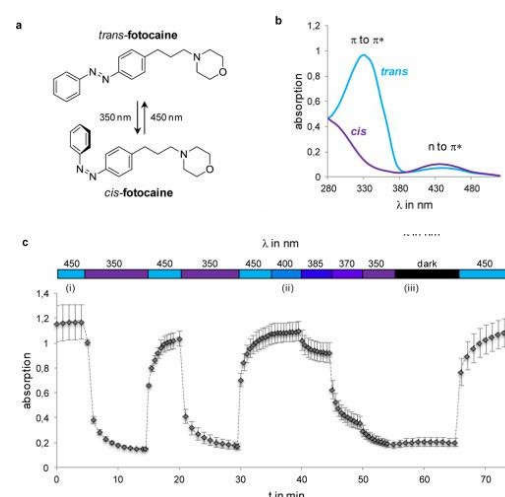 a
trans-fotocaine
N
N
N
O
350 nm
450 nm
N
N
N
O
cis-fotocaine
b
π to π*
trans
cis
n to π*
absorption
1,2
1
0,8
0,6
0,4
0,2
0
280 330 380 430 480
λ in nm
c
λ in nm
450 350 450 350 450 400 385 370 350 dark 450
(i) (ii) (iii)
absorption
1,4
1,2
1
0,8
0,6
0,4
0,2
0
0 10 20 30 40 50 60 70
t in min